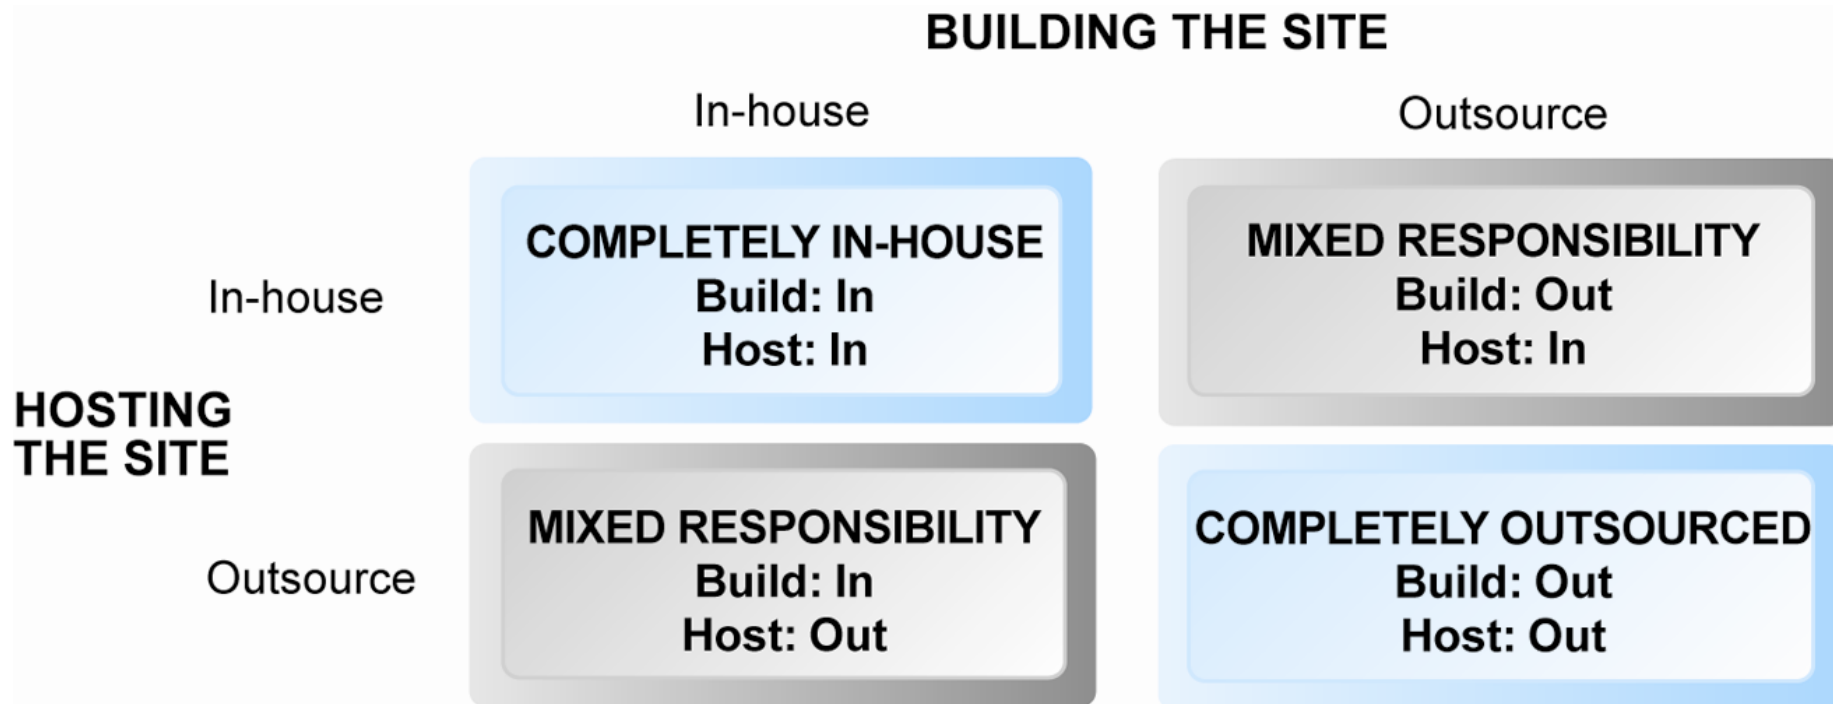 BUILDING THE SITE
In-house
Outsource
In-house
COMPLETELY IN-HOUSE
Build: In
Host: In
MIXED RESPONSIBILITY
Build: Out
Host: In
HOSTING
THE SITE
Outsource
MIXED RESPONSIBILITY
Build: In
Host: Out
COMPLETELY OUTSOURCED
Build: Out
Host: Out